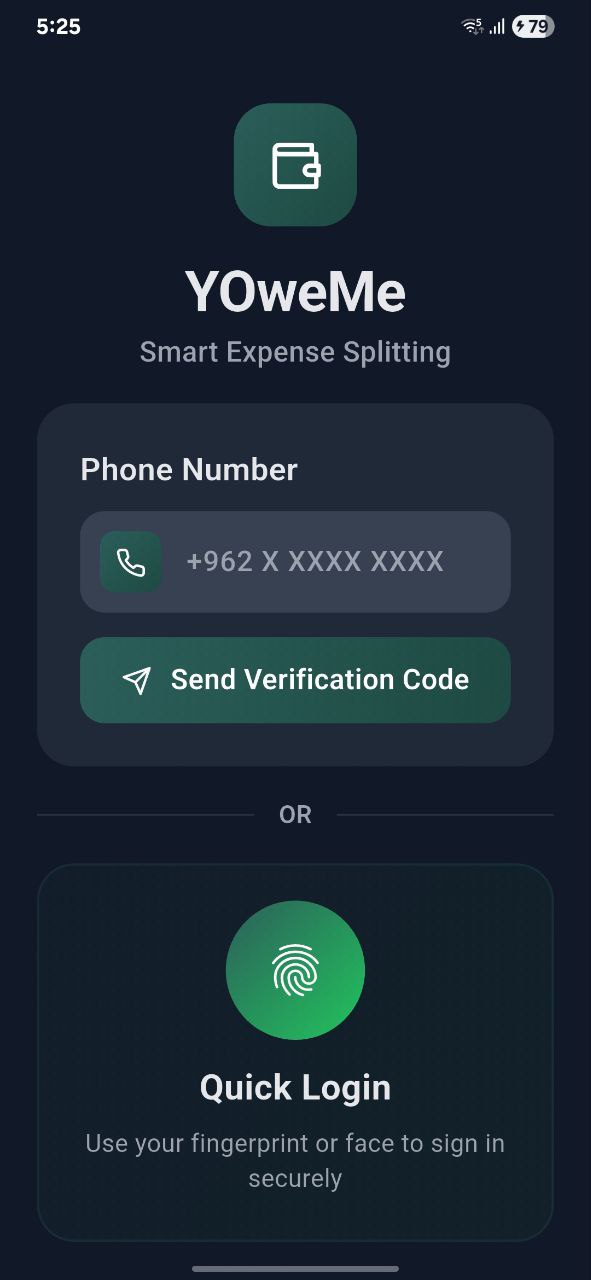 5:25
5
79
YOweMe
Smart Expense Splitting
Phone Number
+962 X XXXX XXXX
Send Verification Code
OR
Quick Login
Use your fingerprint or face to sign in
securely